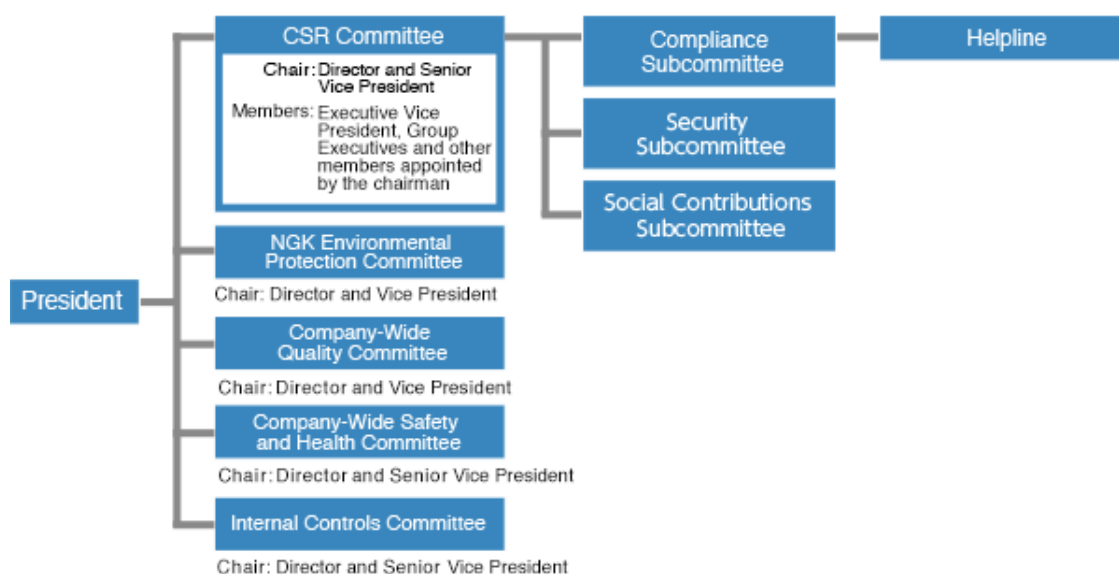 President
CSR Committee
Chair: Director and Senior
Vice President
Members: Executive Vice
President, Group
Executives and other
members appointed
by the chairman
NGK Environmental
Protection Committee
Chair: Director and Vice President
Company-Wide
Quality Committee
Chair: Director and Vice President
Company-Wide Safety
and Health Committee
Chair: Director and Senior Vice President
Internal Controls Committee
Chair: Director and Senior Vice President
Compliance
Subcommittee
Security
Subcommittee
Social Contributions
Subcommittee
Helpline